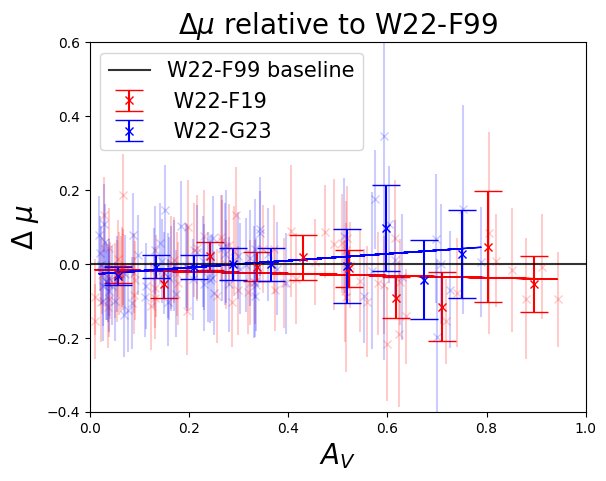 Δμ relative to W22-F99
0.6
0.4
0.2
0.0
−0.2
−0.4
Δ μ
W22-F99 baseline
W22-F19
W22-G23
0.0 0.2 0.4 0.6 0.8 1.0
A_V